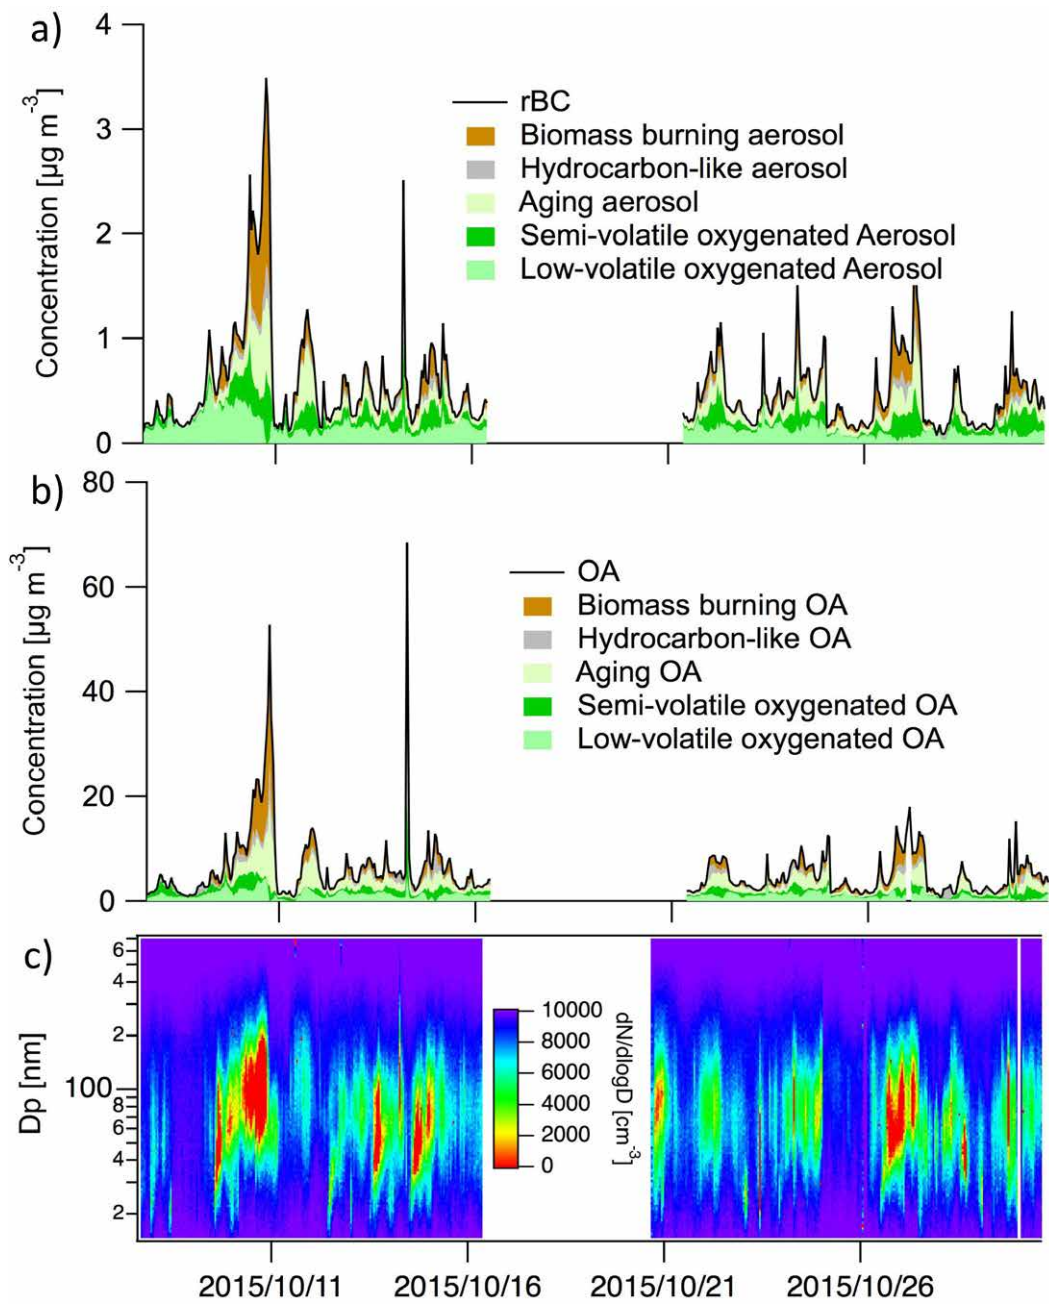 a)
4
3
2
1
0
Concentration [µg m⁻³]
rBC
Biomass burning aerosol
Hydrocarbon-like aerosol
Aging aerosol
Semi-volatile oxygenated Aerosol
Low-volatile oxygenated Aerosol
b)
80
60
40
20
0
Concentration [µg m⁻³]
OA
Biomass burning OA
Hydrocarbon-like OA
Aging OA
Semi-volatile oxygenated OA
Low-volatile oxygenated OA
c)
6
4
2
100
8
6
4
2
Dp [nm]
10000
8000
6000
4000
2000
0
dN/dlogD [cm⁻³]
2015/10/11 2015/10/16 2015/10/21 2015/10/26